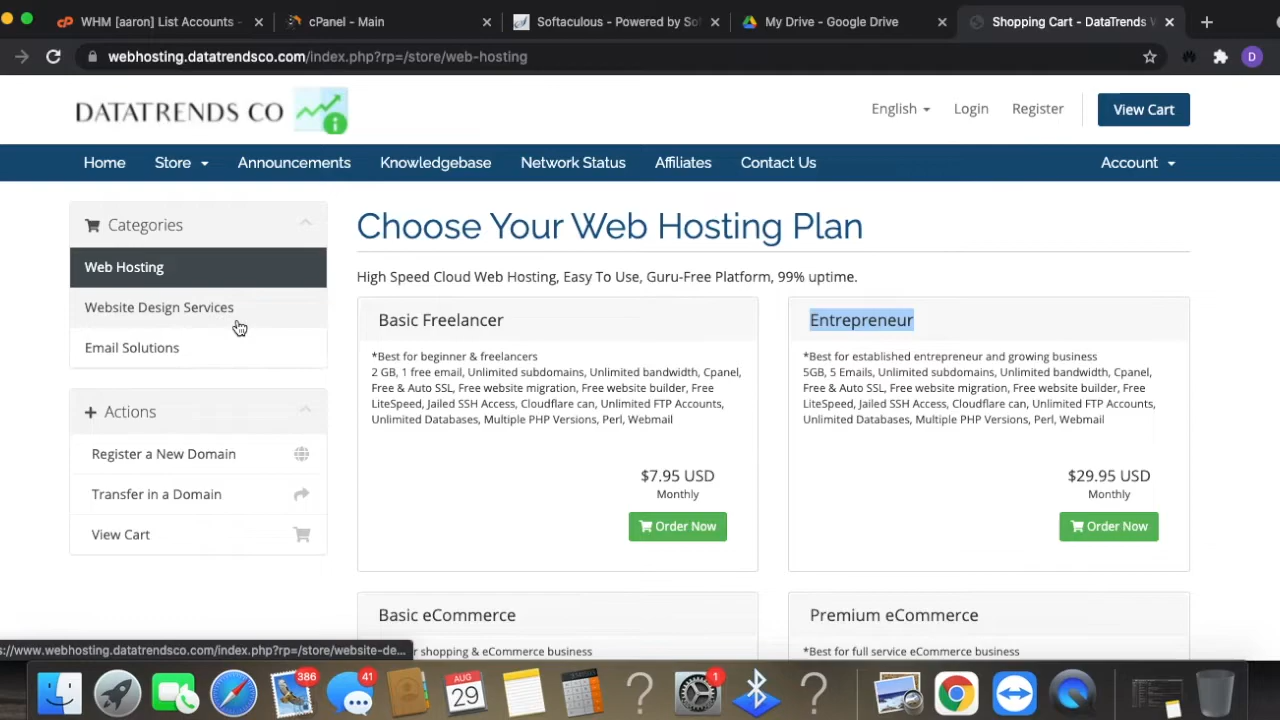 WHM [aaron] List Accounts -
cPanel - Main
Softaculous - Powered by Sof
My Drive - Google Drive
Shopping Cart - DataTrends W
webhosting.datatrendsco.com/index.php?rp=/store/web-hosting
D
DATATRENDS CO
English
Login
Register
View Cart
Home
Store
Announcements
Knowledgebase
Network Status
Affiliates
Contact Us
Account
Categories
Web Hosting
Website Design Services
Email Solutions
Actions
Register a New Domain
Transfer in a Domain
View Cart
Choose Your Web Hosting Plan
High Speed Cloud Web Hosting, Easy To Use, Guru-Free Platform, 99% uptime.
Basic Freelancer
*Best for beginner & freelancers
2 GB, 1 free email, Unlimited subdomains, Unlimited bandwidth, Cpanel,
Free & Auto SSL, Free website migration, Free website builder, Free
LiteSpeed, Jailed SSH Access, Cloudflare can, Unlimited FTP Accounts,
Unlimited Databases, Multiple PHP Versions, Perl, Webmail
$7.95 USD
Monthly
Order Now
Entrepreneur
*Best for established entrepreneur and growing business
5GB, 5 Emails, Unlimited subdomains, Unlimited bandwidth, Cpanel,
Free & Auto SSL, Free website migration, Free website builder, Free
LiteSpeed, Jailed SSH Access, Cloudflare can, Unlimited FTP Accounts,
Unlimited Databases, Multiple PHP Versions, Perl, Webmail
$29.95 USD
Monthly
Order Now
Basic eCommerce
r shopping & eCommerce business
Premium eCommerce
*Best for full service eCommerce business
s://www.webhosting.datatrendsco.com/index.php?rp=/store/website-de...
386
41
AUG
29
1